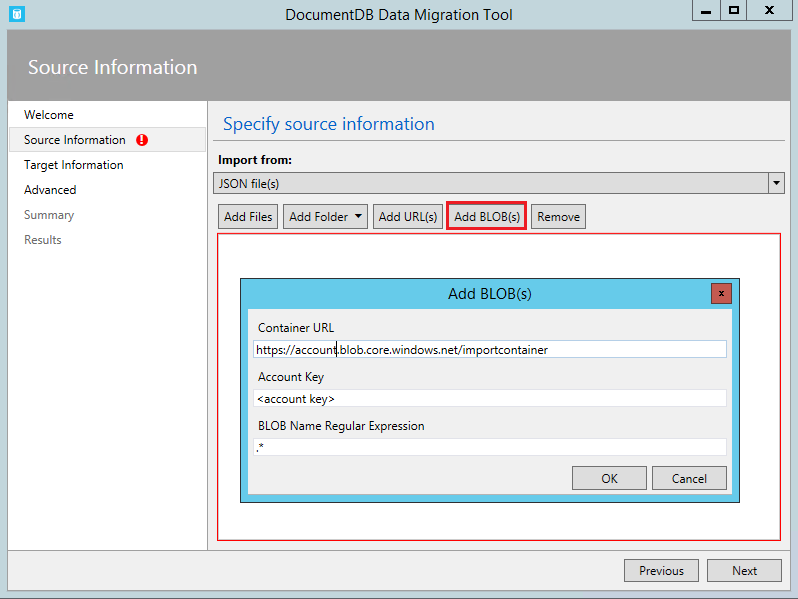 DocumentDB Data Migration Tool
Source Information
Welcome
Source Information
Target Information
Advanced
Summary
Results
Specify source information
Import from:
JSON file(s)
Add Files Add Folder Add URL(s) Add BLOB(s) Remove
Add BLOB(s)
x
Container URL
https://account.blob.core.windows.net/importcontainer
Account Key
<account key>
BLOB Name Regular Expression
.*
OK Cancel
Previous Next